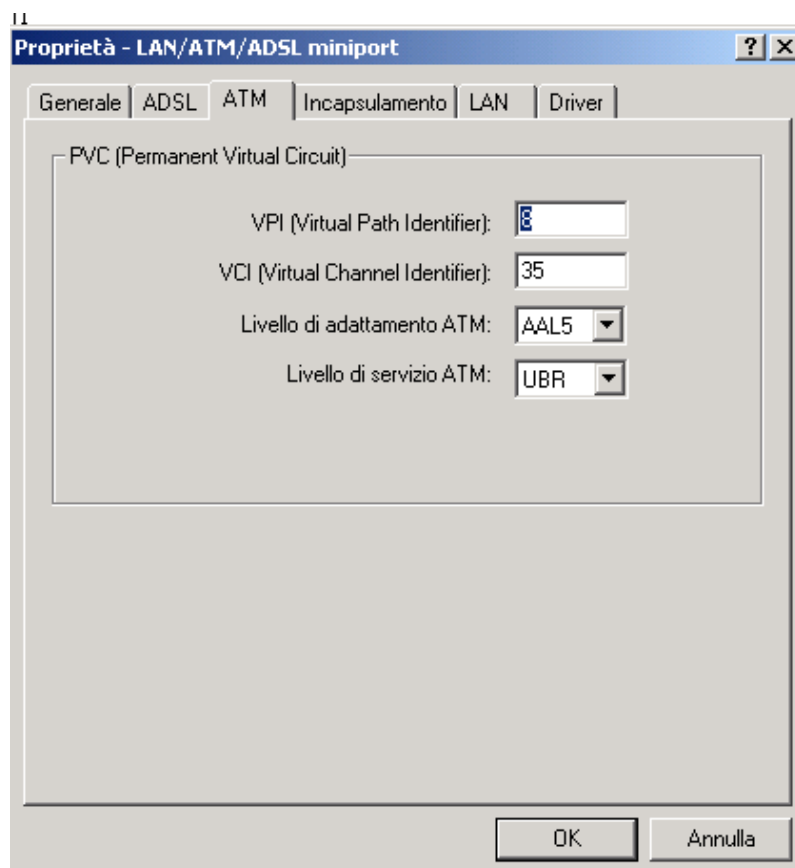 Proprietà - LAN/ATM/ADSL miniport
Generale ADSL ATM Incapsulamento LAN Driver
PVC (Permanent Virtual Circuit)
VPI (Virtual Path Identifier): 8
VCI (Virtual Channel Identifier): 35
Livello di adattamento ATM: AAL5
Livello di servizio ATM: UBR
OK Annulla